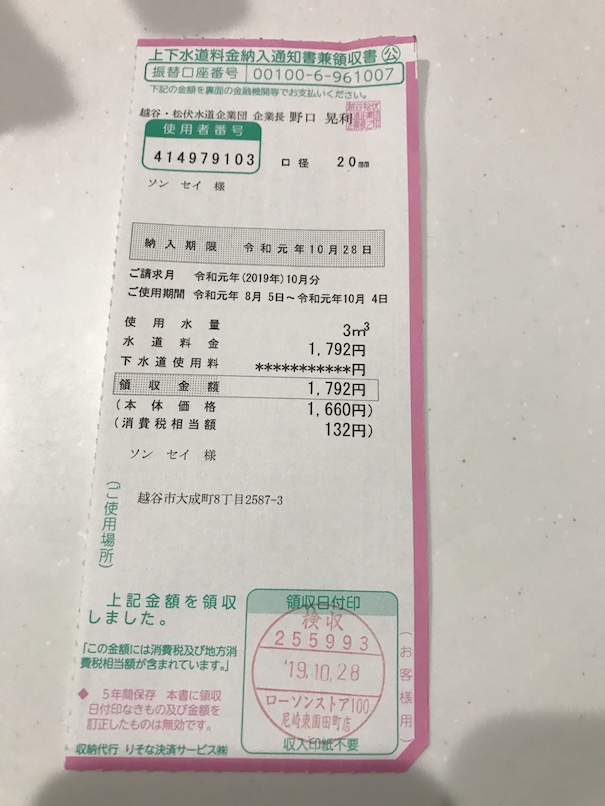 上下水道料金納入通知書兼領収書 公
振替口座番号 00100-6-961007
下記の金額を裏面の金融機関等でお支払いください。
越谷・松伏水道企業団 企業長 野口 晃利
使用者番号
414979103 口径 20mm
ソン セイ 様
納入期限 令和元年10月28日
ご請求月 令和元年(2019年)10月分
ご使用期間 令和元年 8月 5日～令和元年10月 4日
使用水量 3m³
水道料金 1,792円
下水道使用料 ***********円
領収金額 1,792円
(本体価格 1,660円)
(消費税相当額 132円)
ソン セイ 様
(ご使用場所)
越谷市大成町8丁目2587-3
上記金額を領収
しました。
「この金額には消費税及び地方消
費税相当額が含まれています。」
◆ 5年間保存 本書に領収
日付印なきもの及び金額を
訂正したものは無効です。
収納代行 りそな決済サービス㈱
領収日付印
検収
255993
'19.10.28
ローソンストア100
尼崎東園田町店
収入印紙不要
(お客様用)